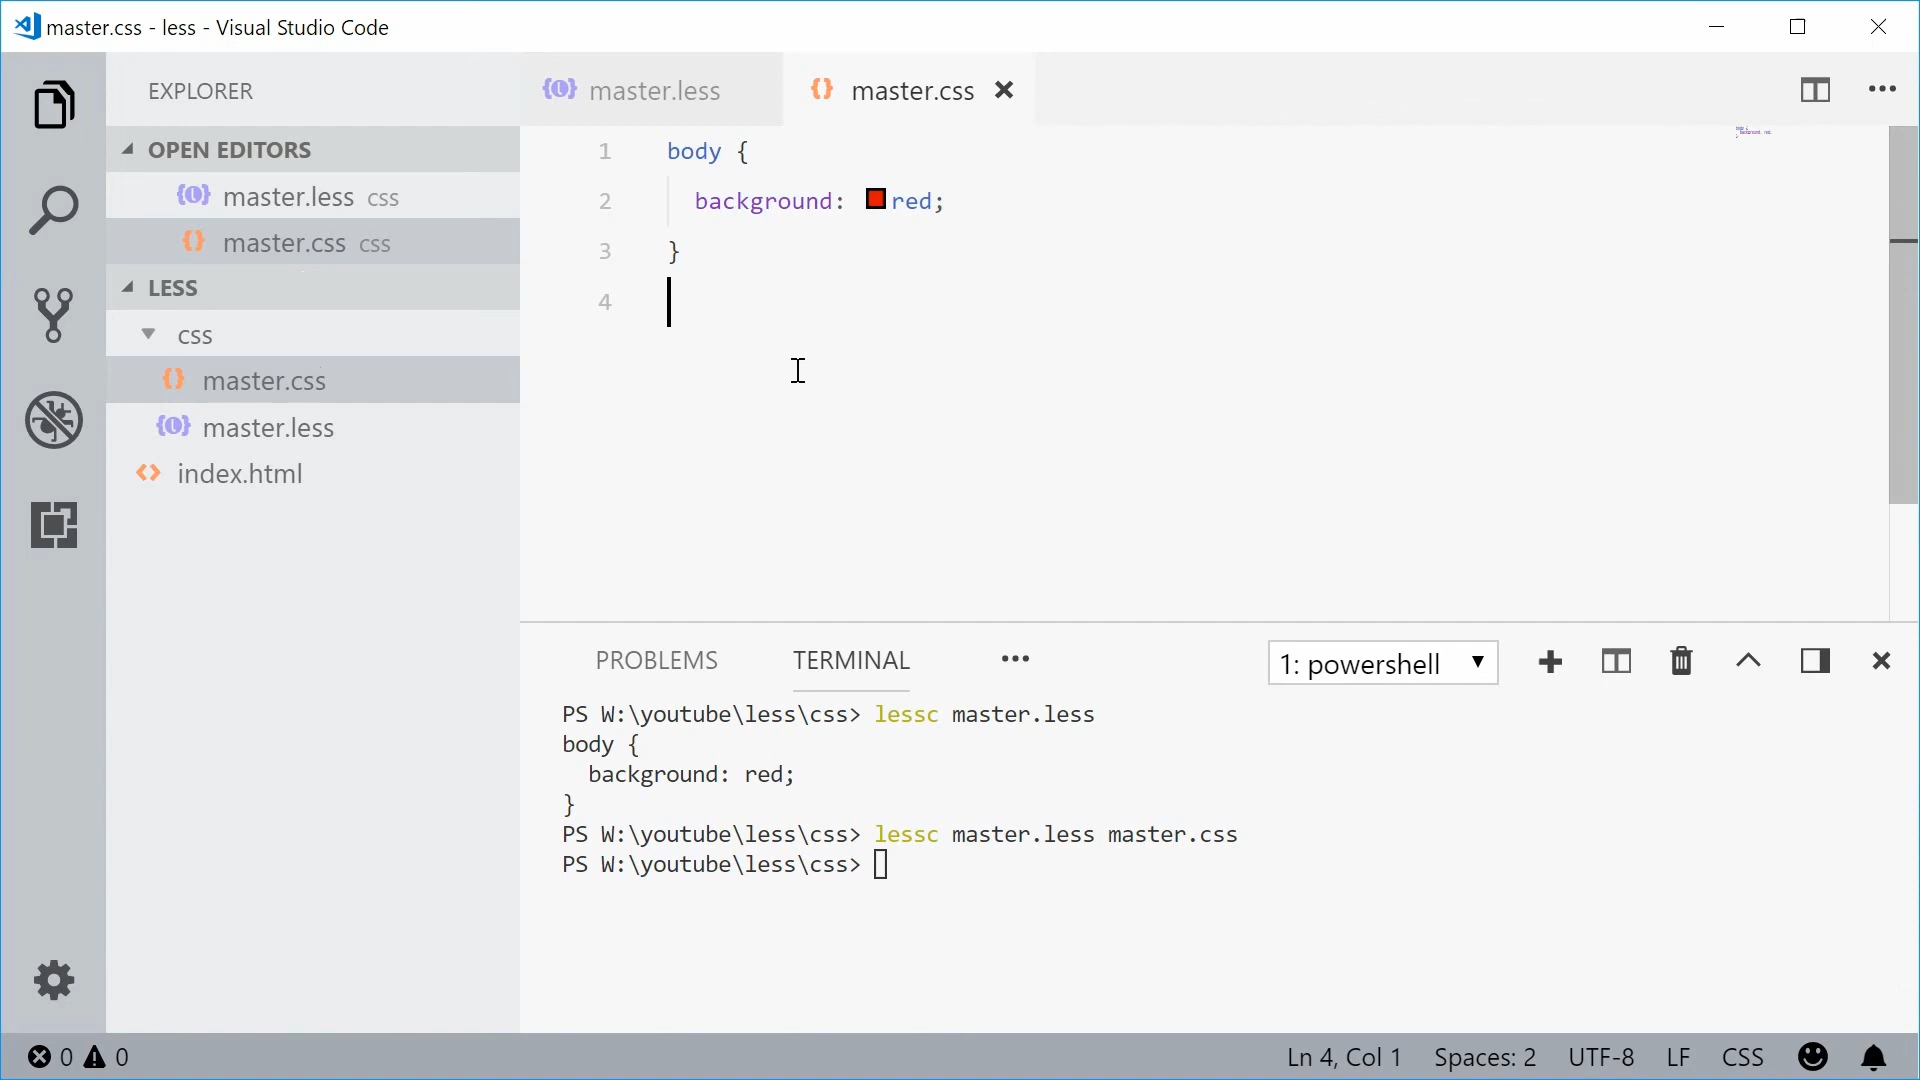 master.css - less - Visual Studio Code
EXPLORER
OPEN EDITORS
master.less css
master.css css
LESS
css
master.css
master.less
index.html
master.less
master.css
1 body {
2 background: red;
3 }
4
PROBLEMS
TERMINAL
1: powershell
PS W:\youtube\less\css> lessc master.less
body {
background: red;
}
PS W:\youtube\less\css> lessc master.less master.css
PS W:\youtube\less\css>
0 0
Ln 4, Col 1
Spaces: 2
UTF-8
LF
CSS